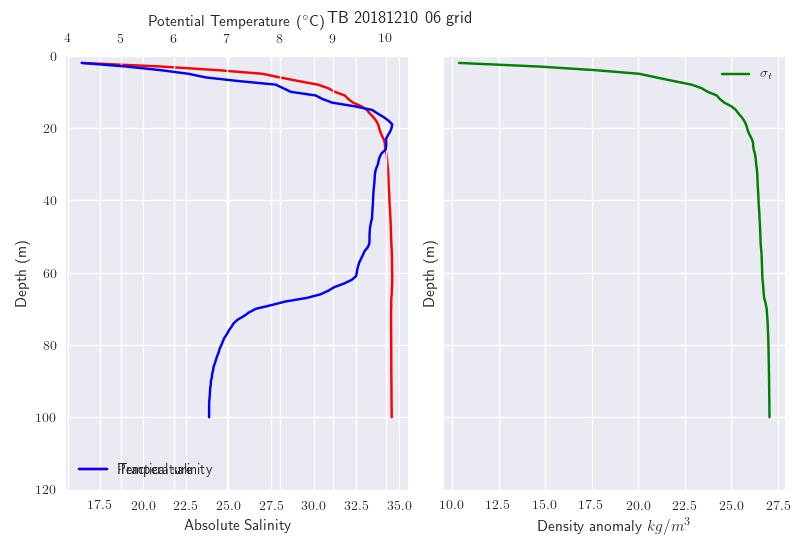 TB 20181210 06 grid
Potential Temperature (°C)
4 5 6 7 8 9 10
0
20
40
60
80
100
120
Depth (m)
Practical salinity
Temperature
17.5 20.0 22.5 25.0 27.5 30.0 32.5 35.0
Absolute Salinity
Depth (m)
σt
10.0 12.5 15.0 17.5 20.0 22.5 25.0 27.5
Density anomaly kg/m³